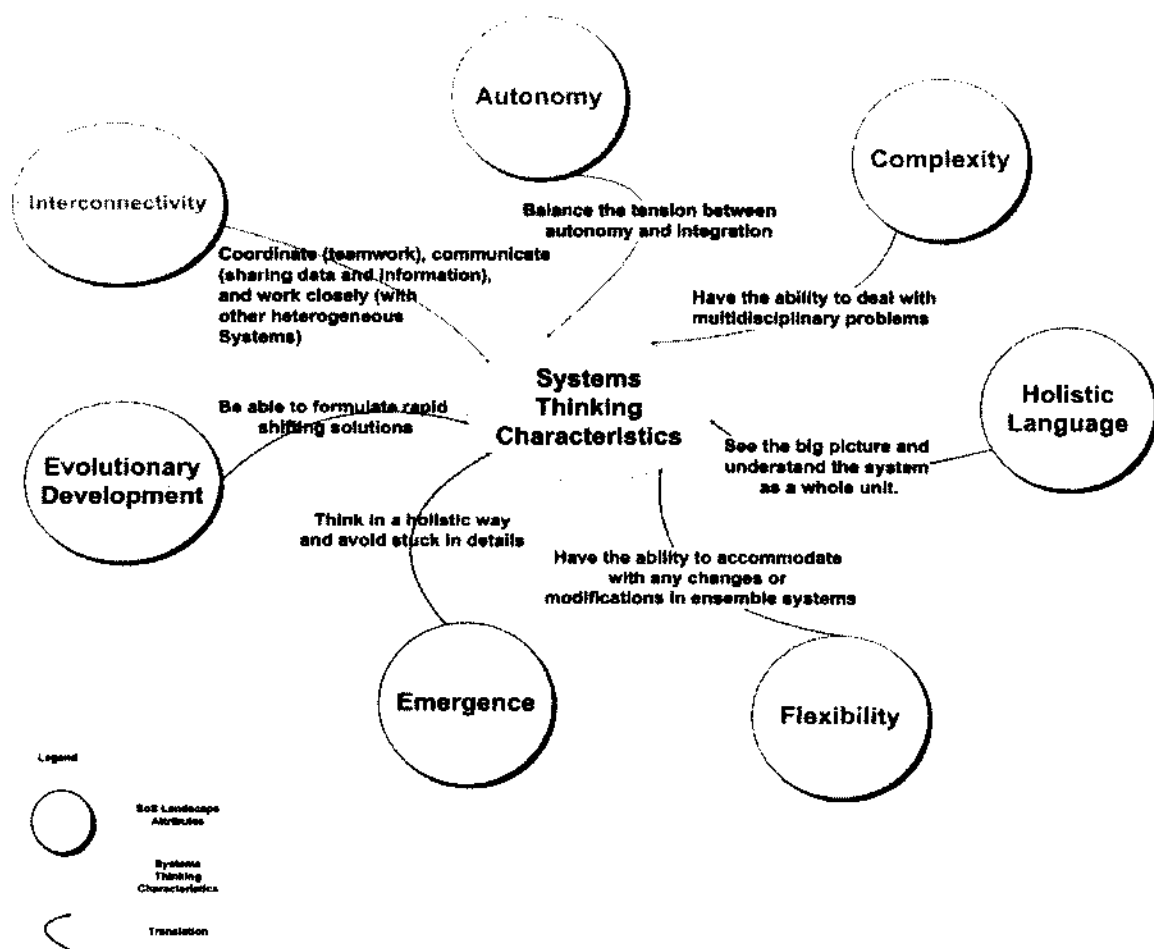 Autonomy
Complexity
Interconnectivity
Balance the tension between
autonomy and integration
Coordinate (teamwork), communicate
(sharing data and information),
and work closely (with
other heterogeneous
Systems)
Have the ability to deal with
multidisciplinary problems
Systems
Thinking
Characteristics
Holistic
Language
Be able to formulate rapid
shifting solutions
See the big picture and
understand the system
as a whole unit.
Evolutionary
Development
Think in a holistic way
and avoid stuck in details
Have the ability to accommodate
with any changes or
modifications in ensemble systems
Emergence
Flexibility
Legend
SoS Landscape
Attributes
Systems
Thinking
Characteristics
Translation